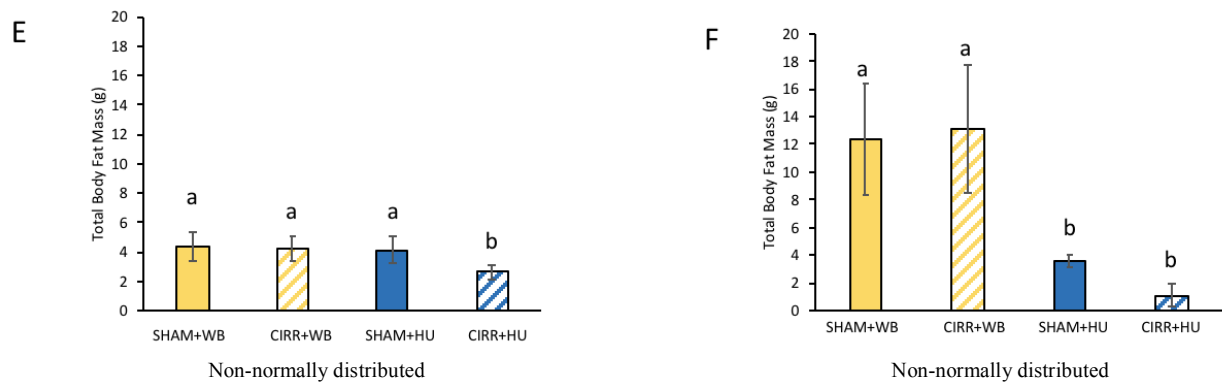 E
Total Body Fat Mass (g)
20
18
16
14
12
10
8
6
4
2
0
a
a
a
b
SHAM+WB CIRR+WB SHAM+HU CIRR+HU
Non-normally distributed
F
Total Body Fat Mass (g)
20
18
16
14
12
10
8
6
4
2
0
a
a
b
b
SHAM+WB CIRR+WB SHAM+HU CIRR+HU
Non-normally distributed